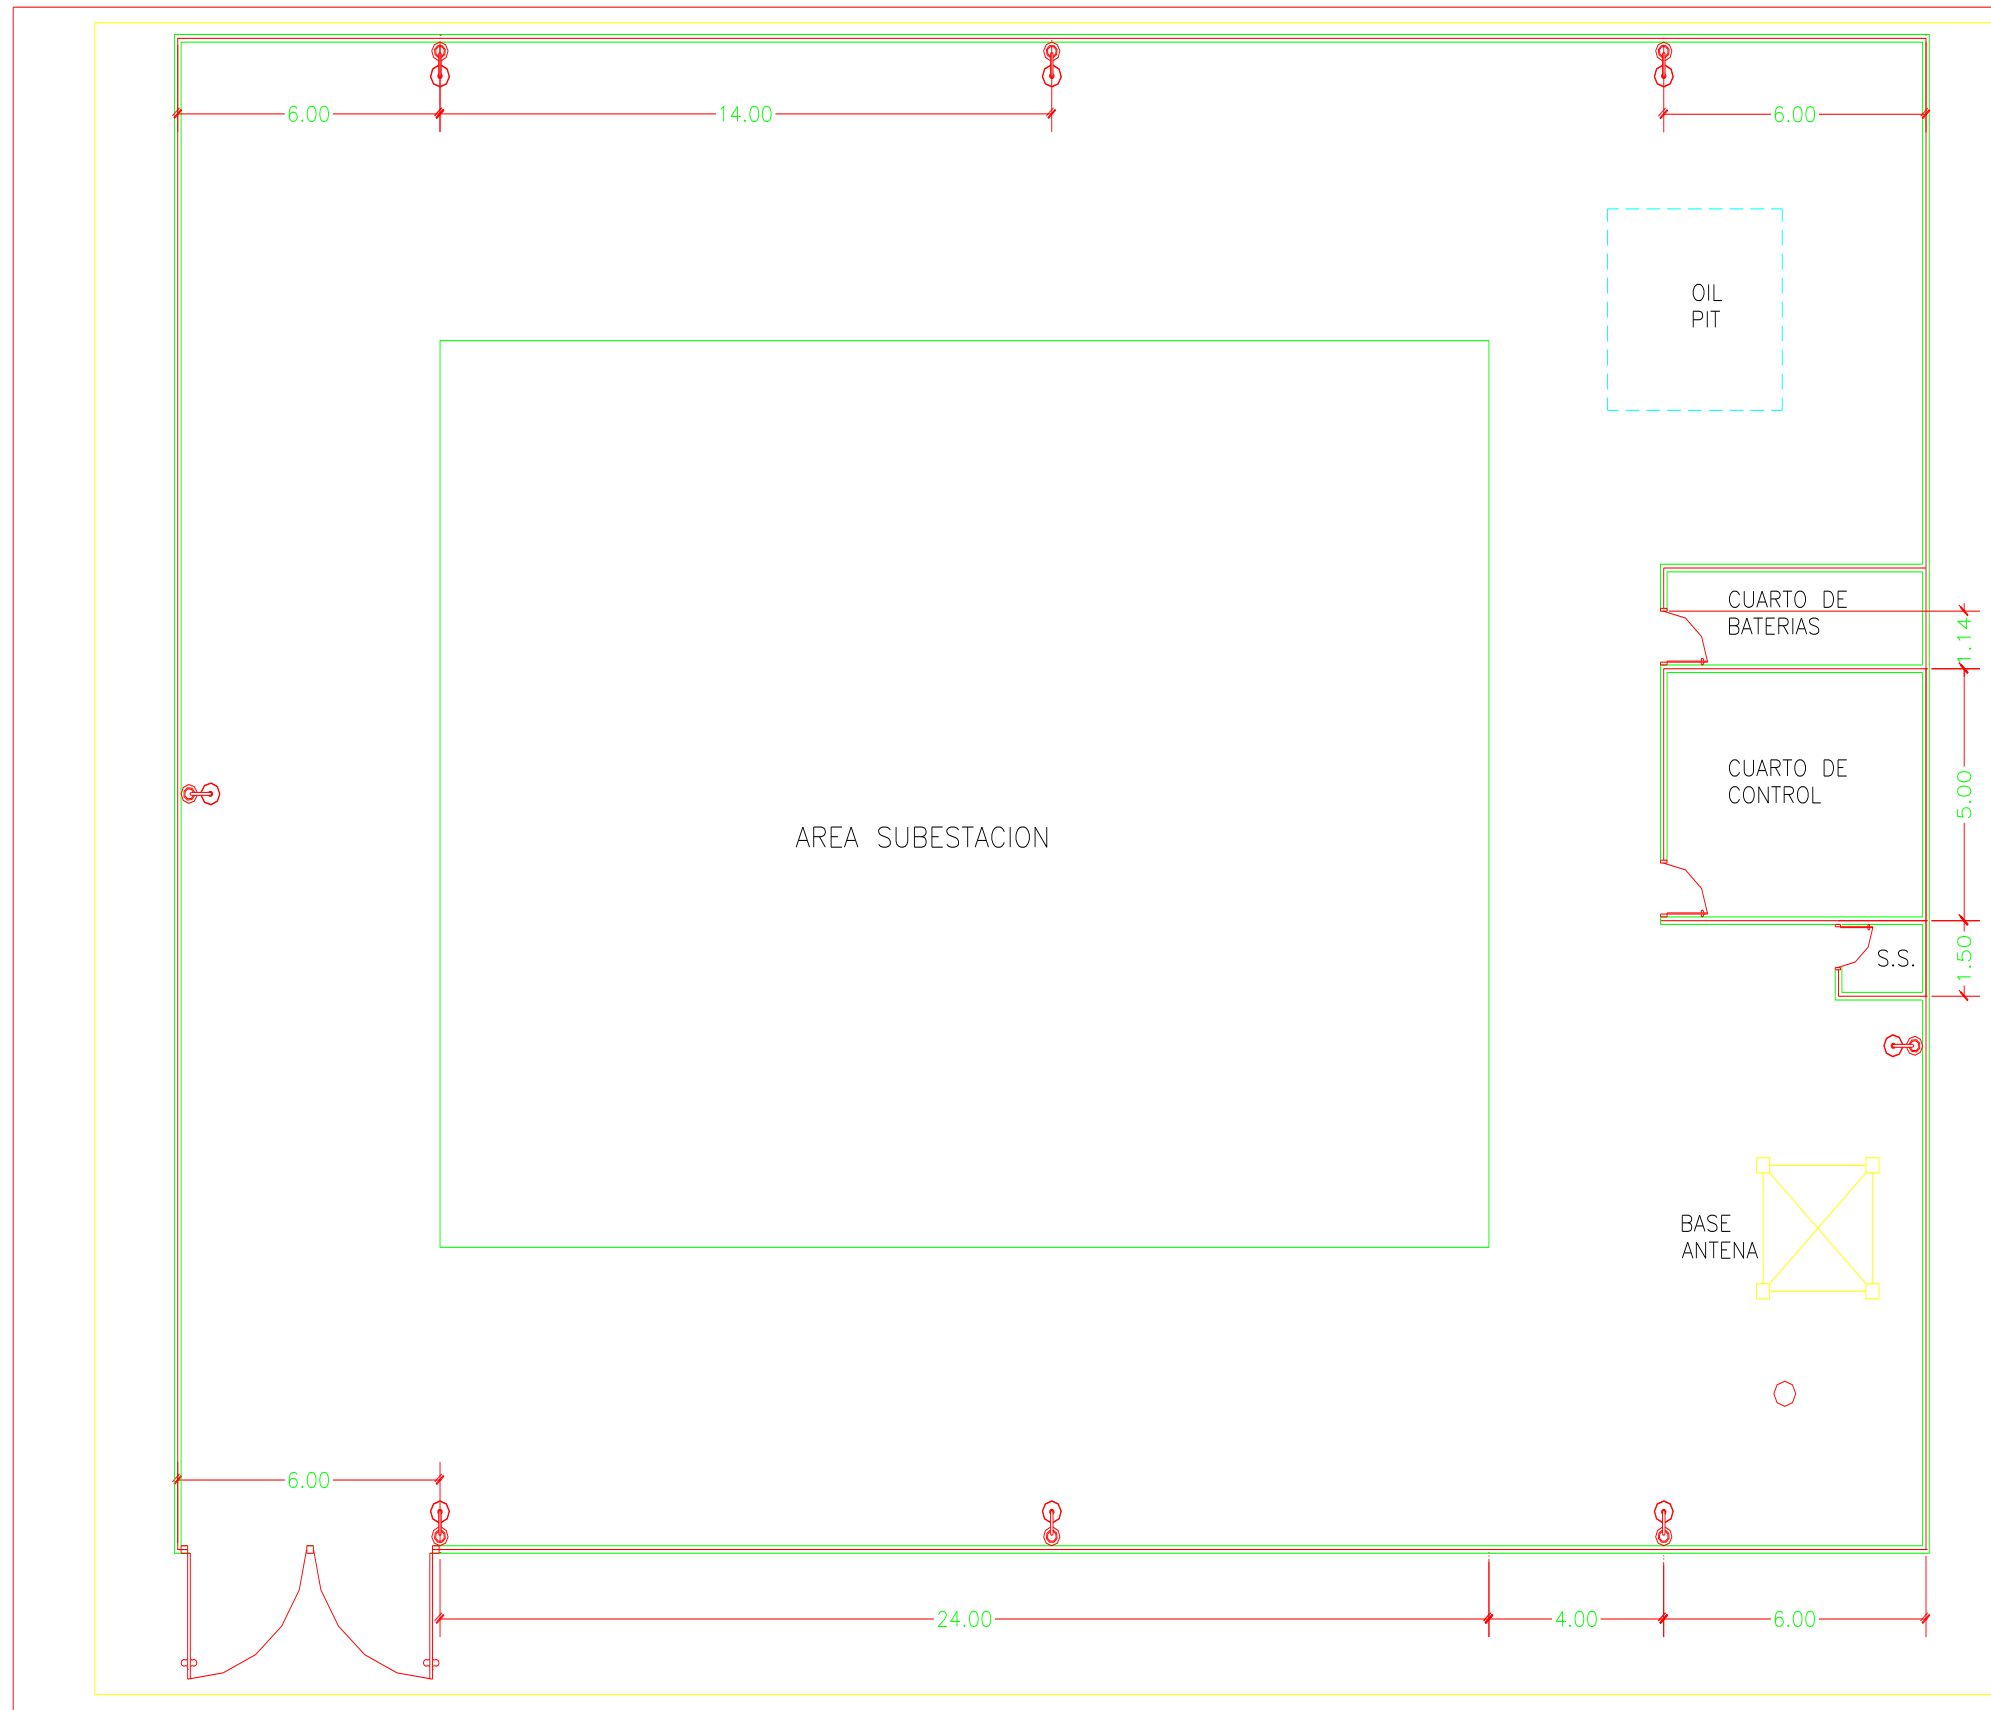 6.00
14.00
6.00
OIL
PIT
CUARTO DE
BATERIAS
1.14
CUARTO DE
CONTROL
5.00
AREA SUBESTACION
S.S.
1.50
BASE
ANTENA
6.00
24.00
4.00
6.00